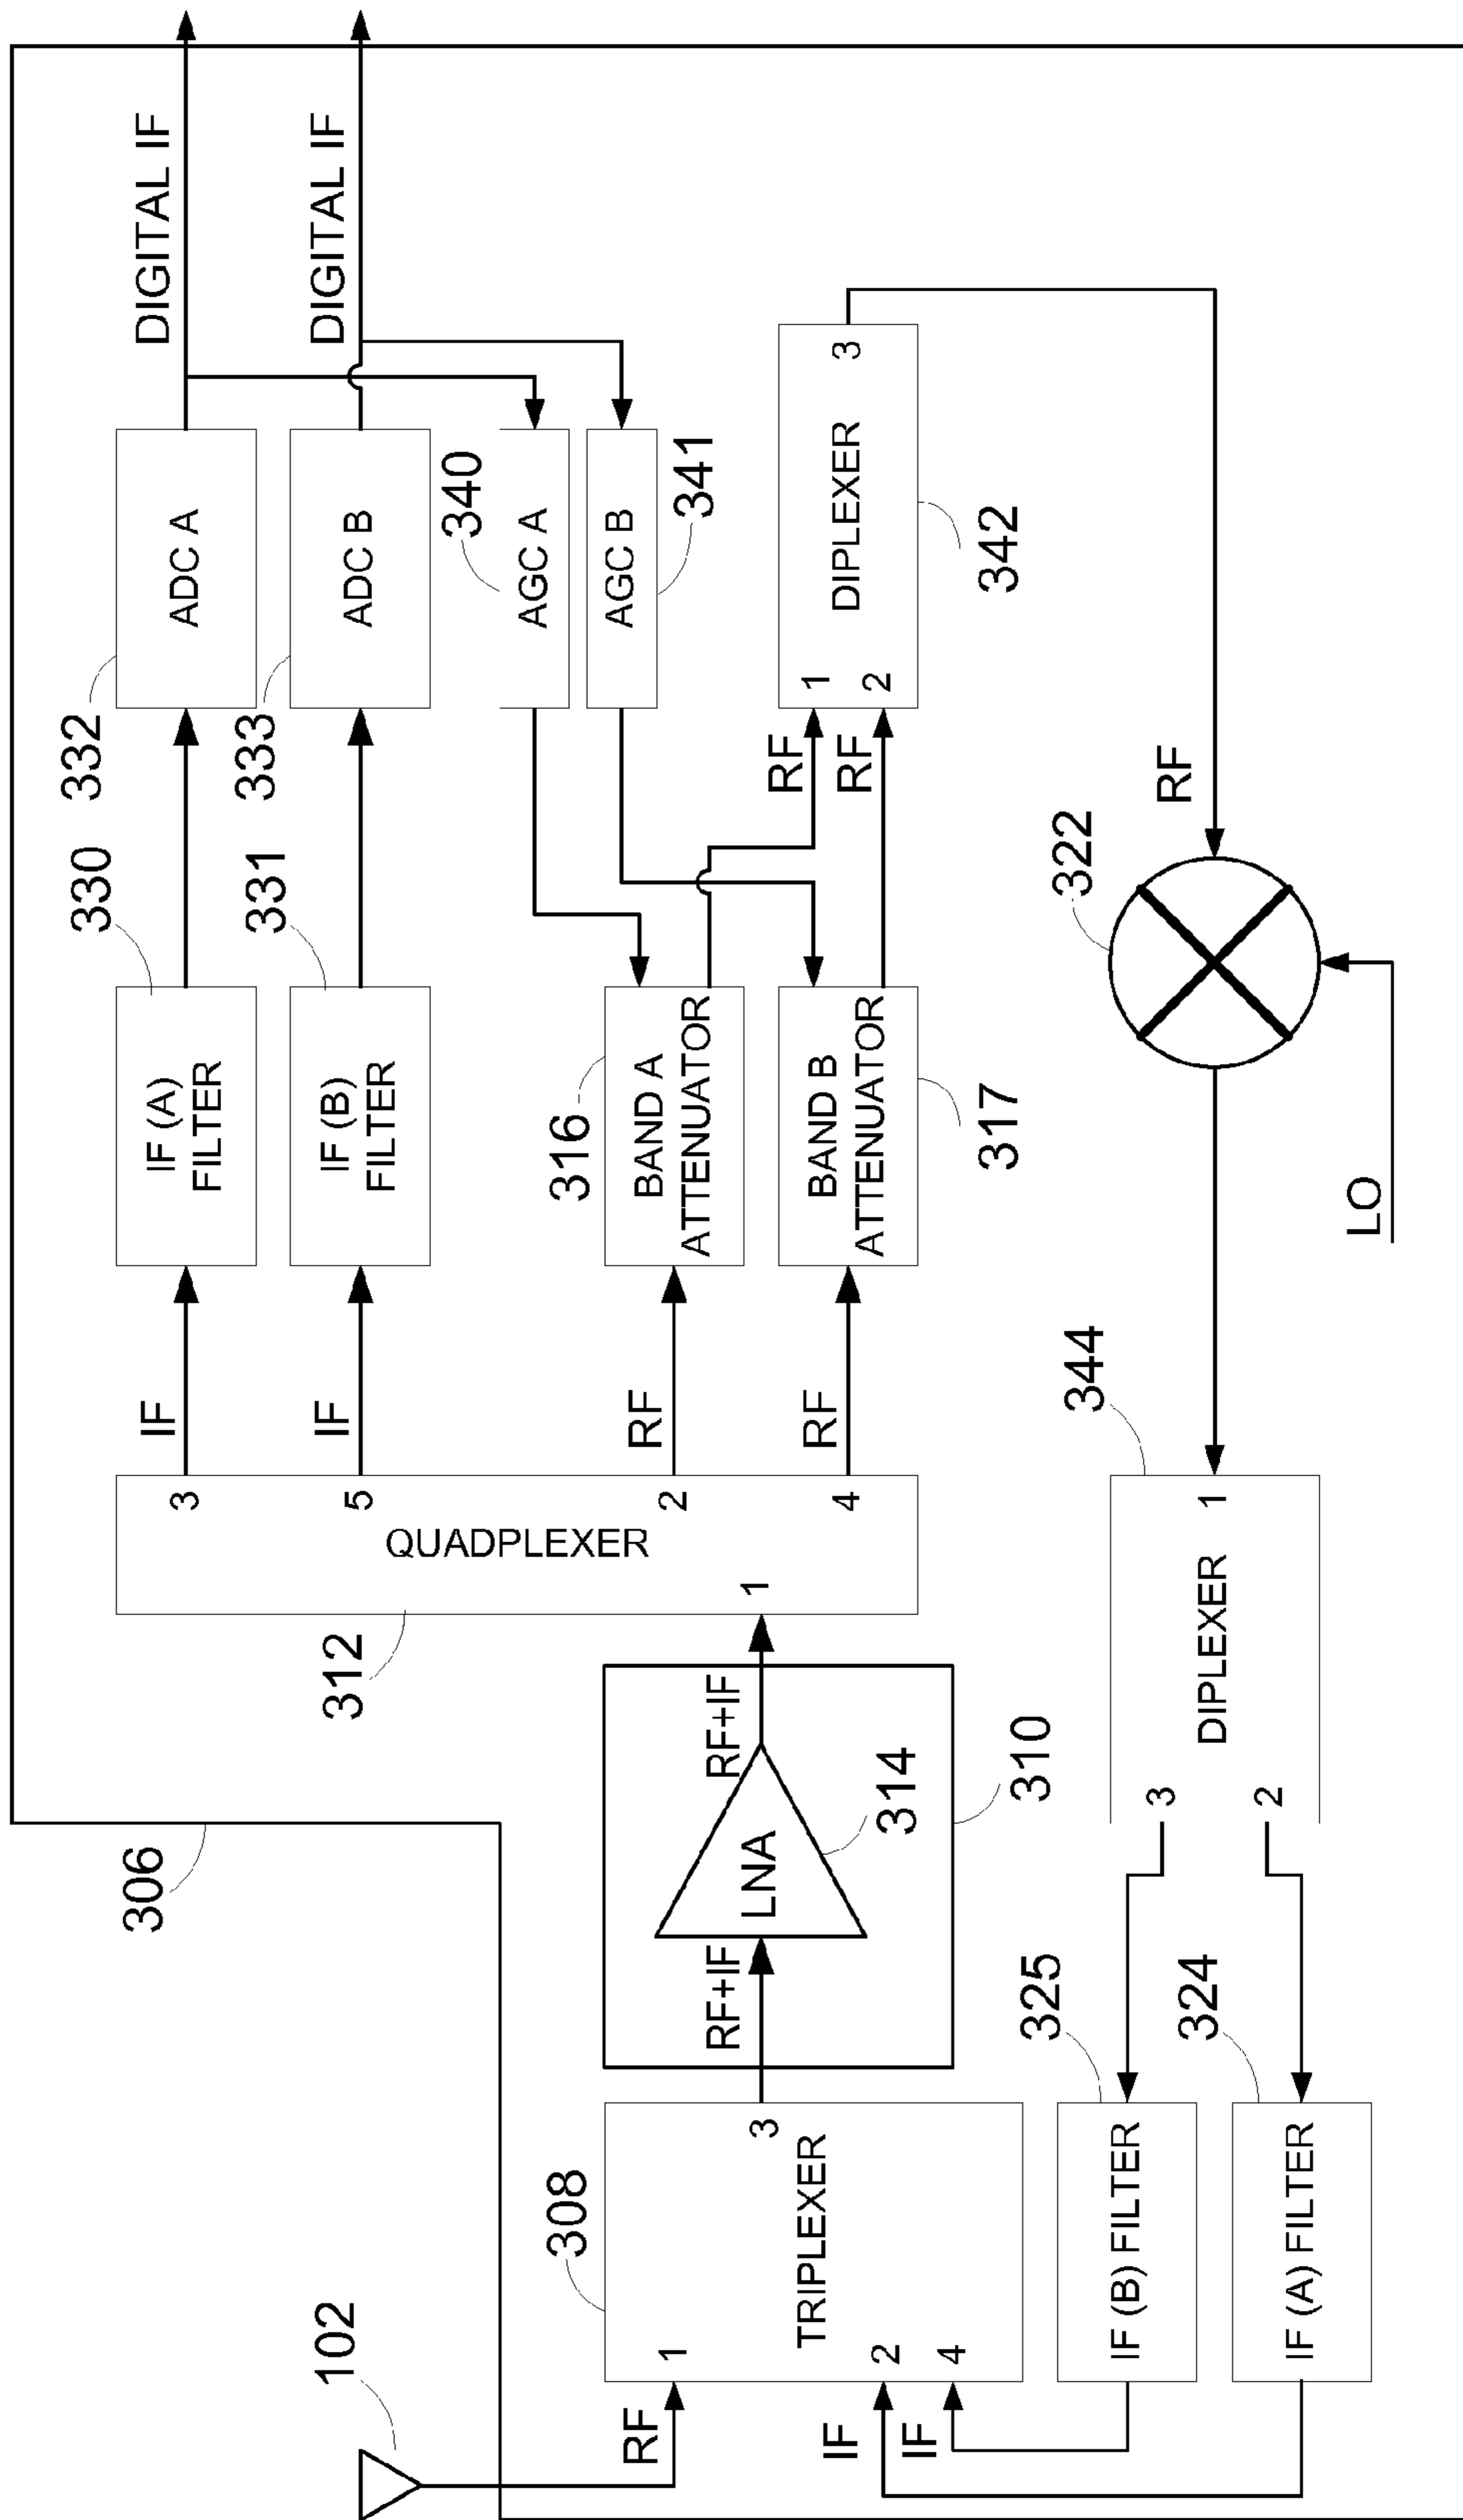 102
306
308
TRIPLEXER
1
2
4
3
RF
IF
IF
RF+IF
LNA
RF+IF
314
310
312
QUADPLEXER
1
3
5
2
4
IF
IF
RF
RF
330
IF (A)
FILTER
331
IF (B)
FILTER
332
ADC A
333
ADC B
DIGITAL IF
DIGITAL IF
340
AGC A
AGC B
341
316
BAND A
ATTENUATOR
BAND B
ATTENUATOR
317
RF
RF
1
2
3
DIPLEXER
342
RF
322
LO
344
DIPLEXER
1
3
2
325
IF (B) FILTER
324
IF (A) FILTER